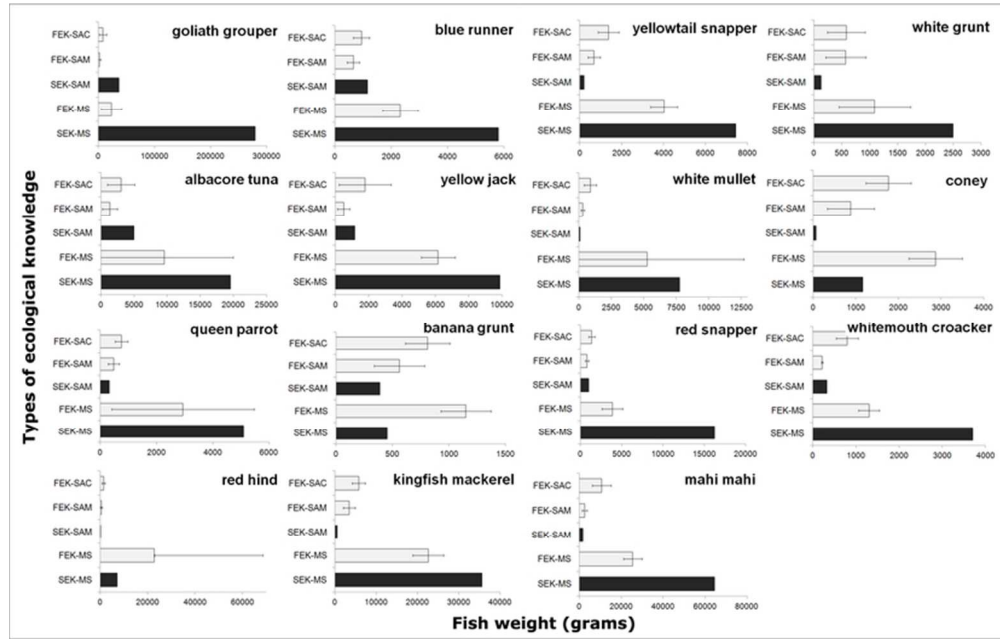 Types of ecological knowledge
goliath grouper
FEK-SAC
FEK-SAM
SEK-SAM
FEK-MS
SEK-MS
0 100000 200000 300000
blue runner
FEK-SAC
FEK-SAM
SEK-SAM
FEK-MS
SEK-MS
0 2000 4000 6000
yellowtail snapper
FEK-SAC
FEK-SAM
SEK-SAM
FEK-MS
SEK-MS
0 2000 4000 6000 8000
white grunt
FEK-SAC
FEK-SAM
SEK-SAM
FEK-MS
SEK-MS
0 500 1000 1500 2000 2500 3000
albacore tuna
FEK-SAC
FEK-SAM
SEK-SAM
FEK-MS
SEK-MS
0 5000 10000 15000 20000 25000
yellow jack
FEK-SAC
FEK-SAM
SEK-SAM
FEK-MS
SEK-MS
0 2000 4000 6000 8000 10000
white mullet
FEK-SAC
FEK-SAM
SEK-SAM
FEK-MS
SEK-MS
0 2500 5000 7500 10000 12500
coney
FEK-SAC
FEK-SAM
SEK-SAM
FEK-MS
SEK-MS
0 1000 2000 3000 4000
queen parrot
FEK-SAC
FEK-SAM
SEK-SAM
FEK-MS
SEK-MS
0 2000 4000 6000
banana grunt
FEK-SAC
FEK-SAM
SEK-SAM
FEK-MS
SEK-MS
0 500 1000 1500
red snapper
FEK-SAC
FEK-SAM
SEK-SAM
FEK-MS
SEK-MS
0 5000 10000 15000 20000
whitemouth croacker
FEK-SAC
FEK-SAM
SEK-SAM
FEK-MS
SEK-MS
0 1000 2000 3000 4000
red hind
FEK-SAC
FEK-SAM
SEK-SAM
FEK-MS
SEK-MS
0 20000 40000 60000
kingfish mackerel
FEK-SAC
FEK-SAM
SEK-SAM
FEK-MS
SEK-MS
0 10000 20000 30000 40000
mahi mahi
FEK-SAC
FEK-SAM
SEK-SAM
FEK-MS
SEK-MS
0 20000 40000 60000 80000
Fish weight (grams)